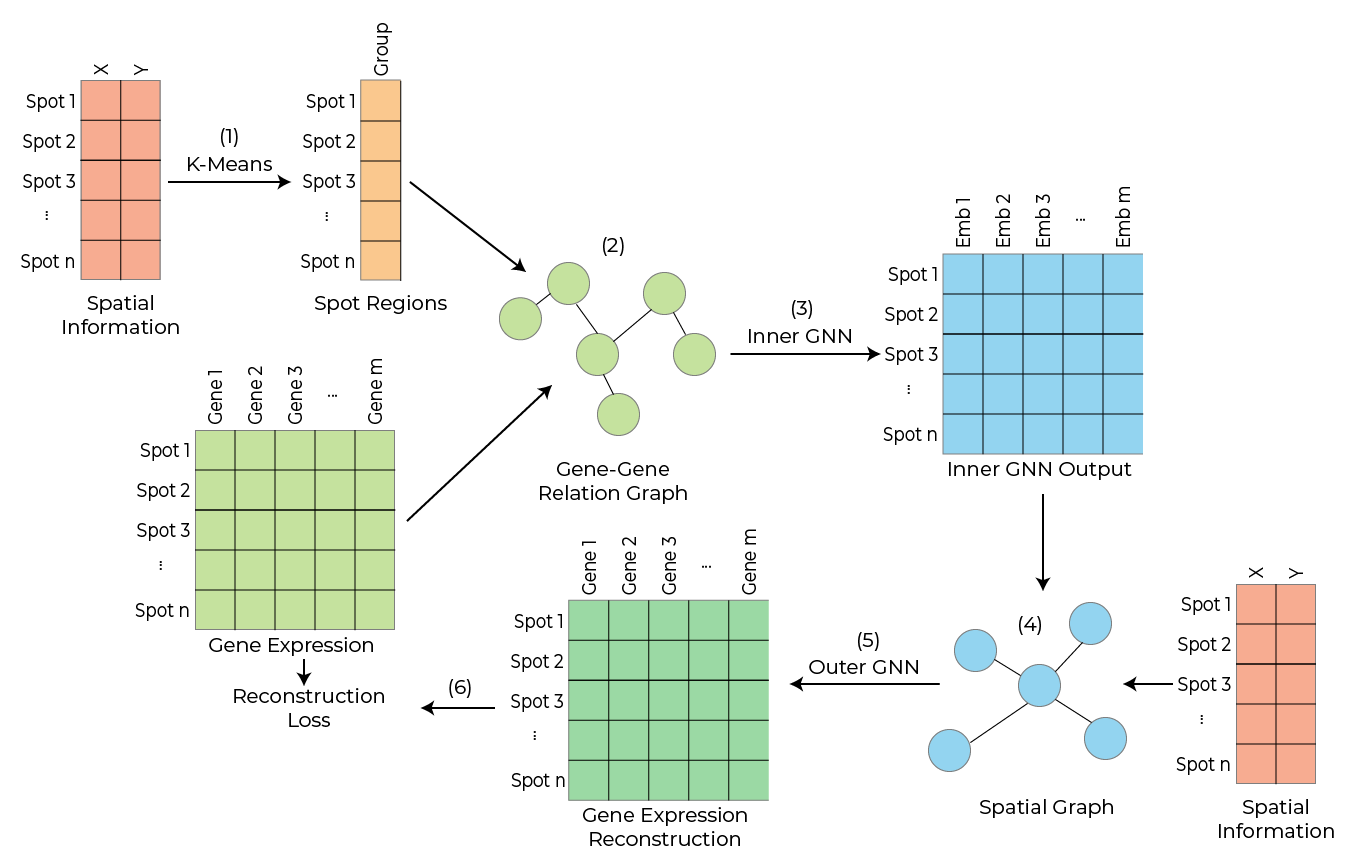 X
Y
Spot 1
Spot 2
Spot 3
...
Spot n
Spatial
Information
(1)
K-Means
Group
Spot 1
Spot 2
Spot 3
...
Spot n
Spot Regions
Gene 1
Gene 2
Gene 3
...
Gene m
Spot 1
Spot 2
Spot 3
...
Spot n
Gene Expression
(2)
Gene-Gene
Relation Graph
(3)
Inner GNN
Emb 1
Emb 2
Emb 3
...
Emb m
Spot 1
Spot 2
Spot 3
...
Spot n
Inner GNN Output
(4)
Spatial Graph
X
Y
Spot 1
Spot 2
Spot 3
...
Spot n
Spatial
Information
(5)
Outer GNN
Gene 1
Gene 2
Gene 3
...
Gene m
Spot 1
Spot 2
Spot 3
...
Spot n
Gene Expression
Reconstruction
(6)
Reconstruction
Loss